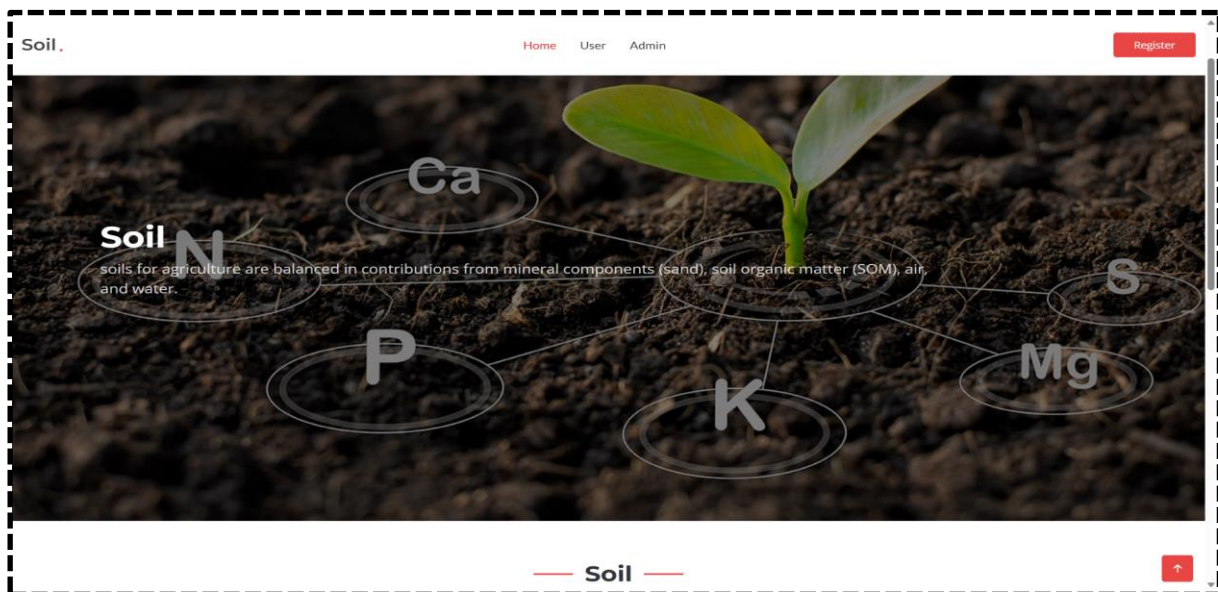 Soil.
Home User Admin
Register
Ca
Soil
N
soils for agriculture are balanced in contributions from mineral components (sand), soil organic matter (SOM), air,
and water.
S
P
Mg
K
Soil